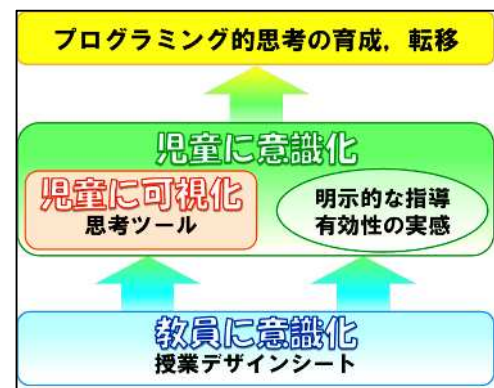 プログラミング的思考の育成，転移
児童に意識化
児童に可視化
思考ツール
明示的な指導
有効性の実感
教員に意識化
授業デザインシート